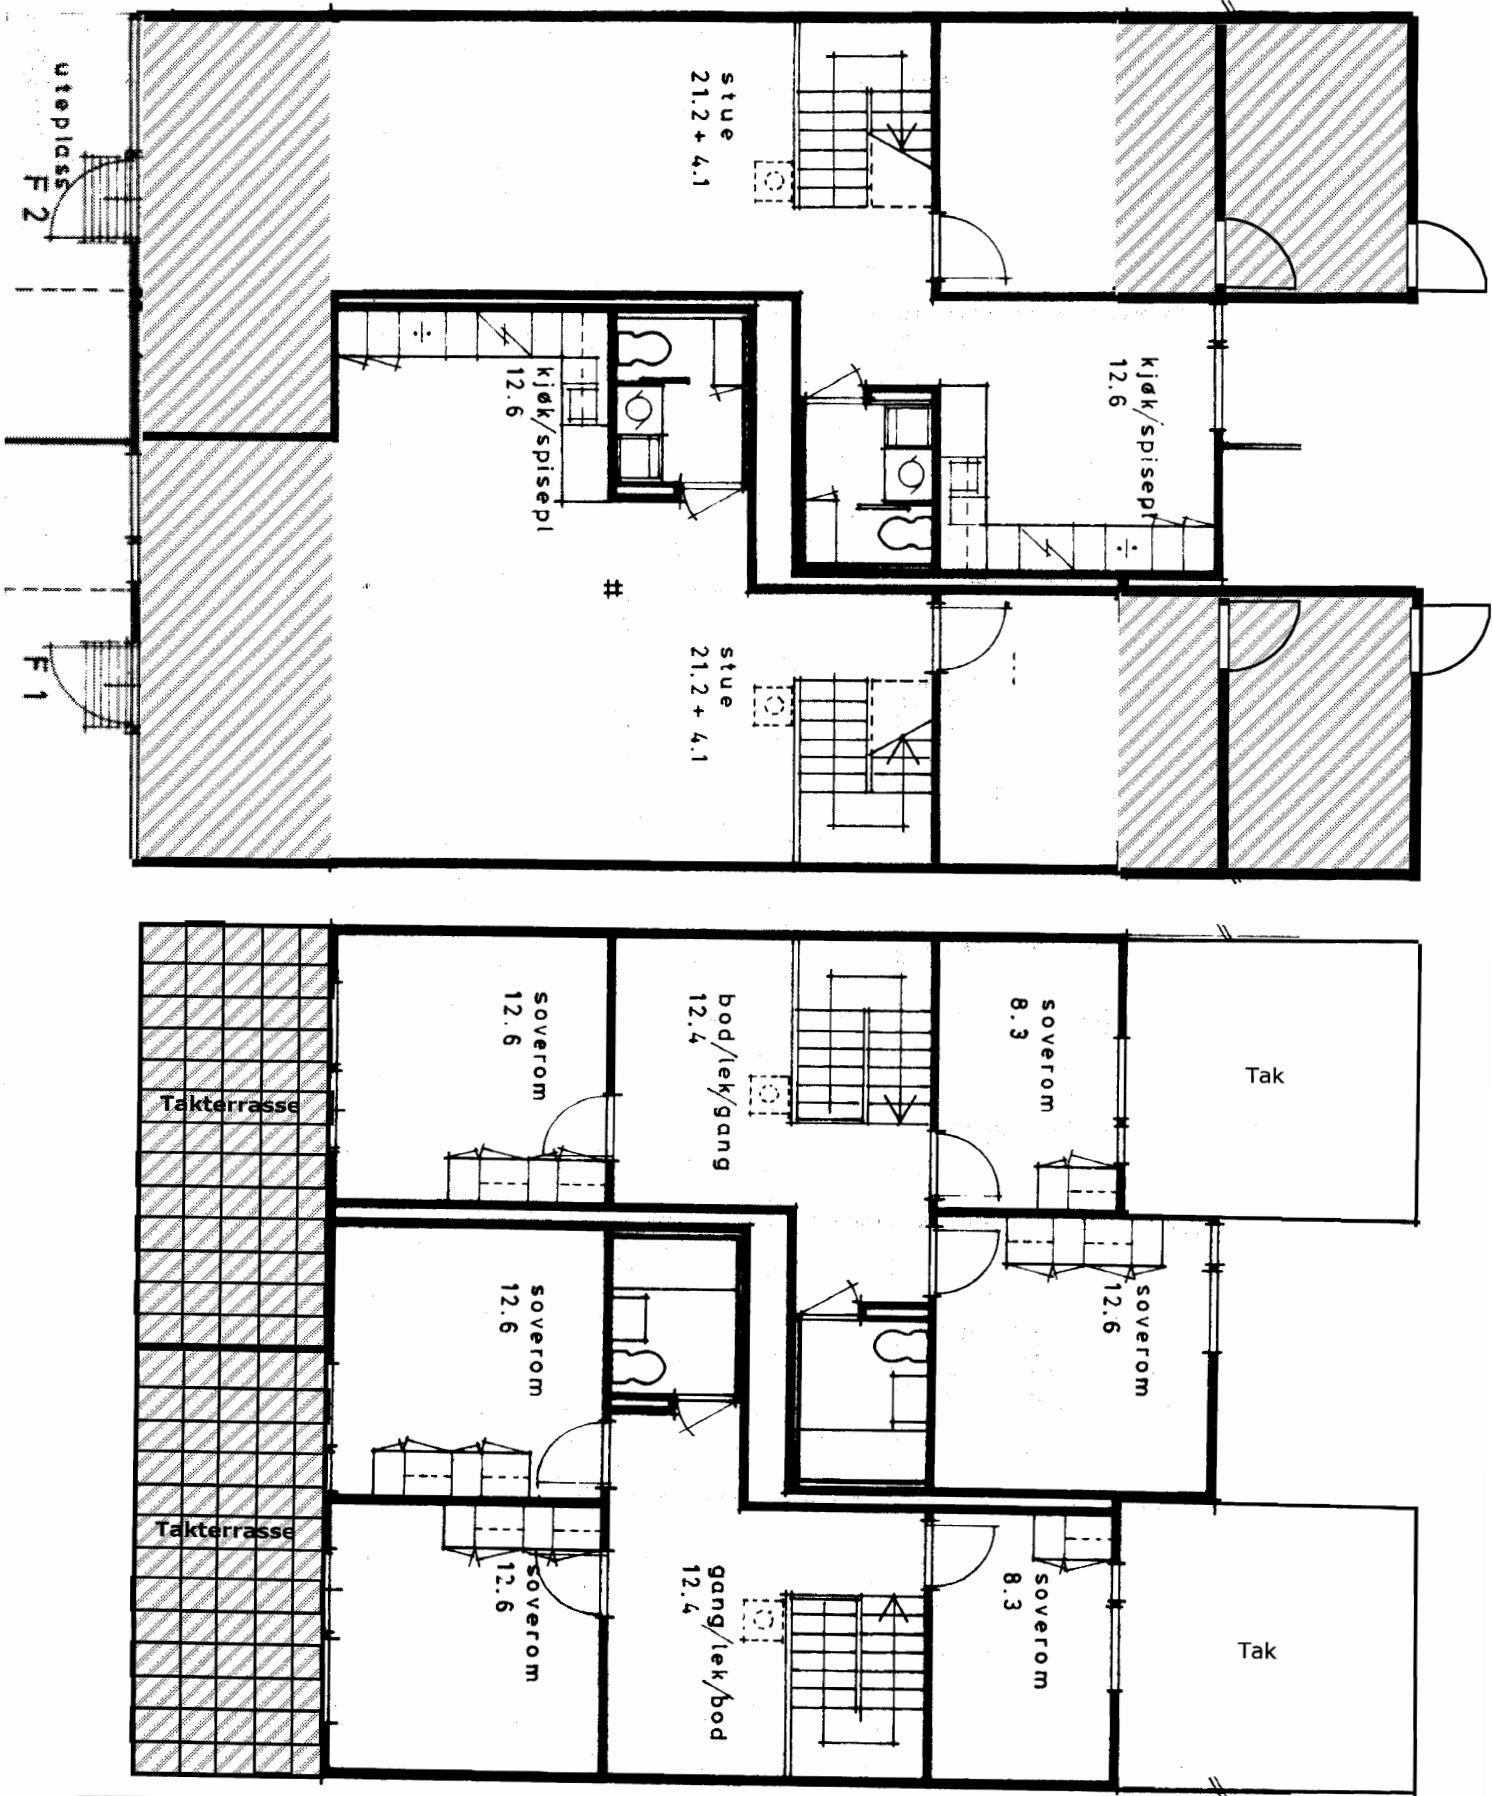 uteplass
F 2
stue
21.2 + 4.1
kjøk/spisepl
12.6
kjøk/spisepl
12.6
F 1
stue
21.2 + 4.1
soverom
12.6
bod/lek/gang
12.4
soverom
8.3
Tak
Takterrasse
soverom
12.6
soverom
12.6
Takterrasse
soverom
12.6
gang/lek/bod
12.4
soverom
8.3
Tak